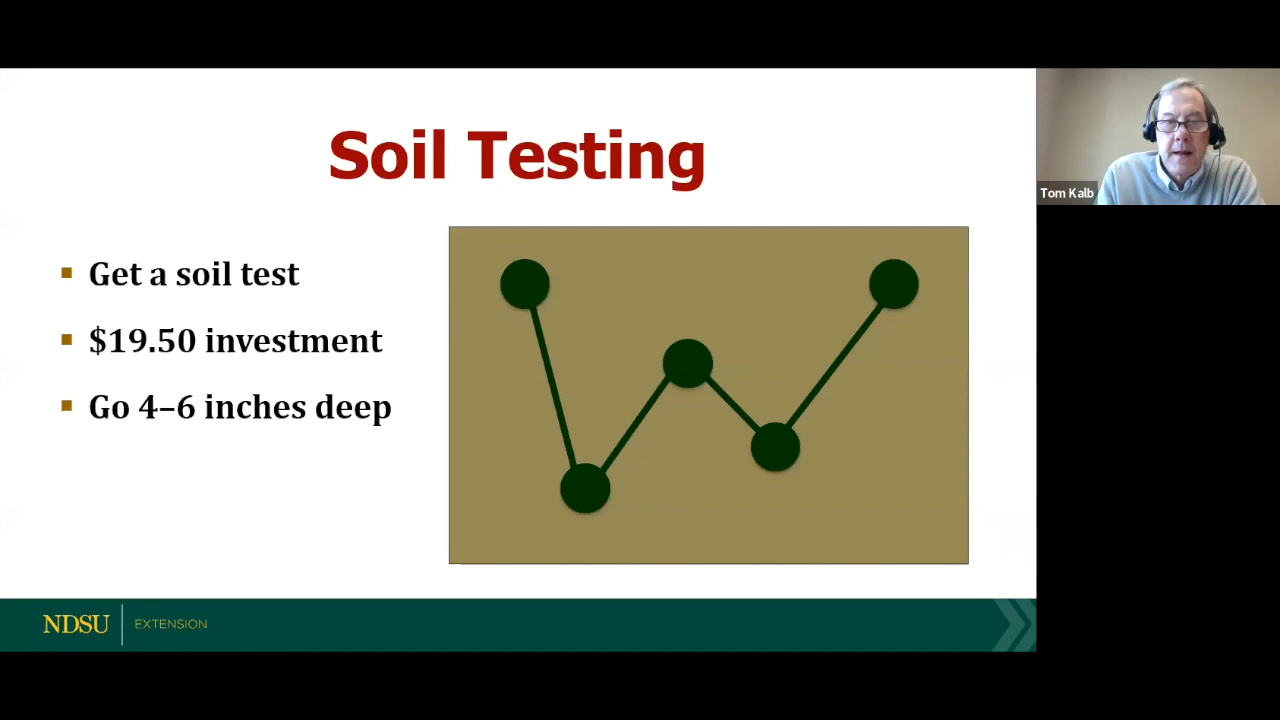 Soil Testing
Get a soil test
$19.50 investment
Go 4–6 inches deep
Tom Kalb
NDSU EXTENSION